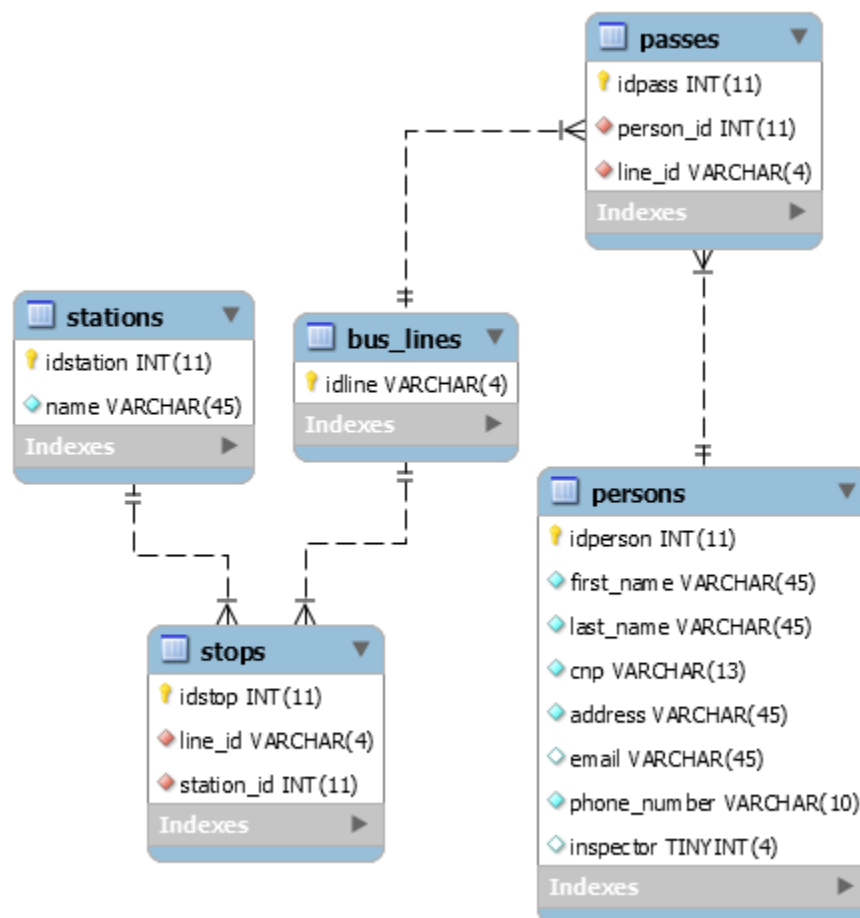 passes
idpass INT(11)
person_id INT(11)
line_id VARCHAR(4)
Indexes
stations
idstation INT(11)
name VARCHAR(45)
Indexes
bus_lines
idline VARCHAR(4)
Indexes
persons
idperson INT(11)
first_name VARCHAR(45)
last_name VARCHAR(45)
cnp VARCHAR(13)
address VARCHAR(45)
email VARCHAR(45)
phone_number VARCHAR(10)
inspector TINYINT(4)
Indexes
stops
idstop INT(11)
line_id VARCHAR(4)
station_id INT(11)
Indexes